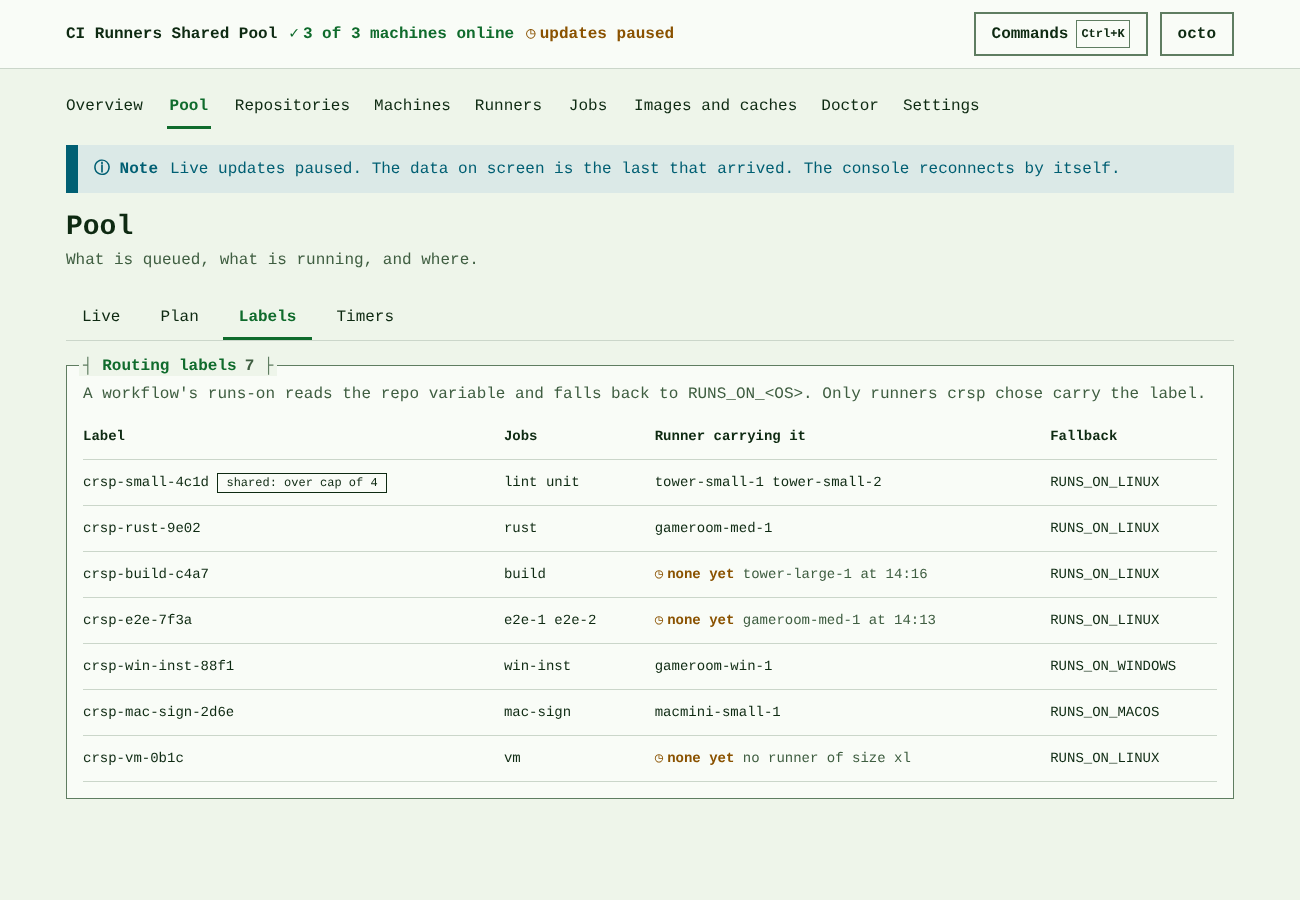 CI Runners Shared Pool ✓ 3 of 3 machines online ◷ updates paused Commands Ctrl+K octo
Overview Pool Repositories Machines Runners Jobs Images and caches Doctor Settings
ⓘ Note Live updates paused. The data on screen is the last that arrived. The console reconnects by itself.
Pool
What is queued, what is running, and where.
Live Plan Labels Timers
┤ Routing labels 7 ├
A workflow's runs-on reads the repo variable and falls back to RUNS_ON_<OS>. Only runners crsp chose carry the label.
Label Jobs Runner carrying it Fallback
crsp-small-4c1d shared: over cap of 4 lint unit tower-small-1 tower-small-2 RUNS_ON_LINUX
crsp-rust-9e02 rust gameroom-med-1 RUNS_ON_LINUX
crsp-build-c4a7 build ◷ none yet tower-large-1 at 14:16 RUNS_ON_LINUX
crsp-e2e-7f3a e2e-1 e2e-2 ◷ none yet gameroom-med-1 at 14:13 RUNS_ON_LINUX
crsp-win-inst-88f1 win-inst gameroom-win-1 RUNS_ON_WINDOWS
crsp-mac-sign-2d6e mac-sign macmini-small-1 RUNS_ON_MACOS
crsp-vm-0b1c vm ◷ none yet no runner of size xl RUNS_ON_LINUX